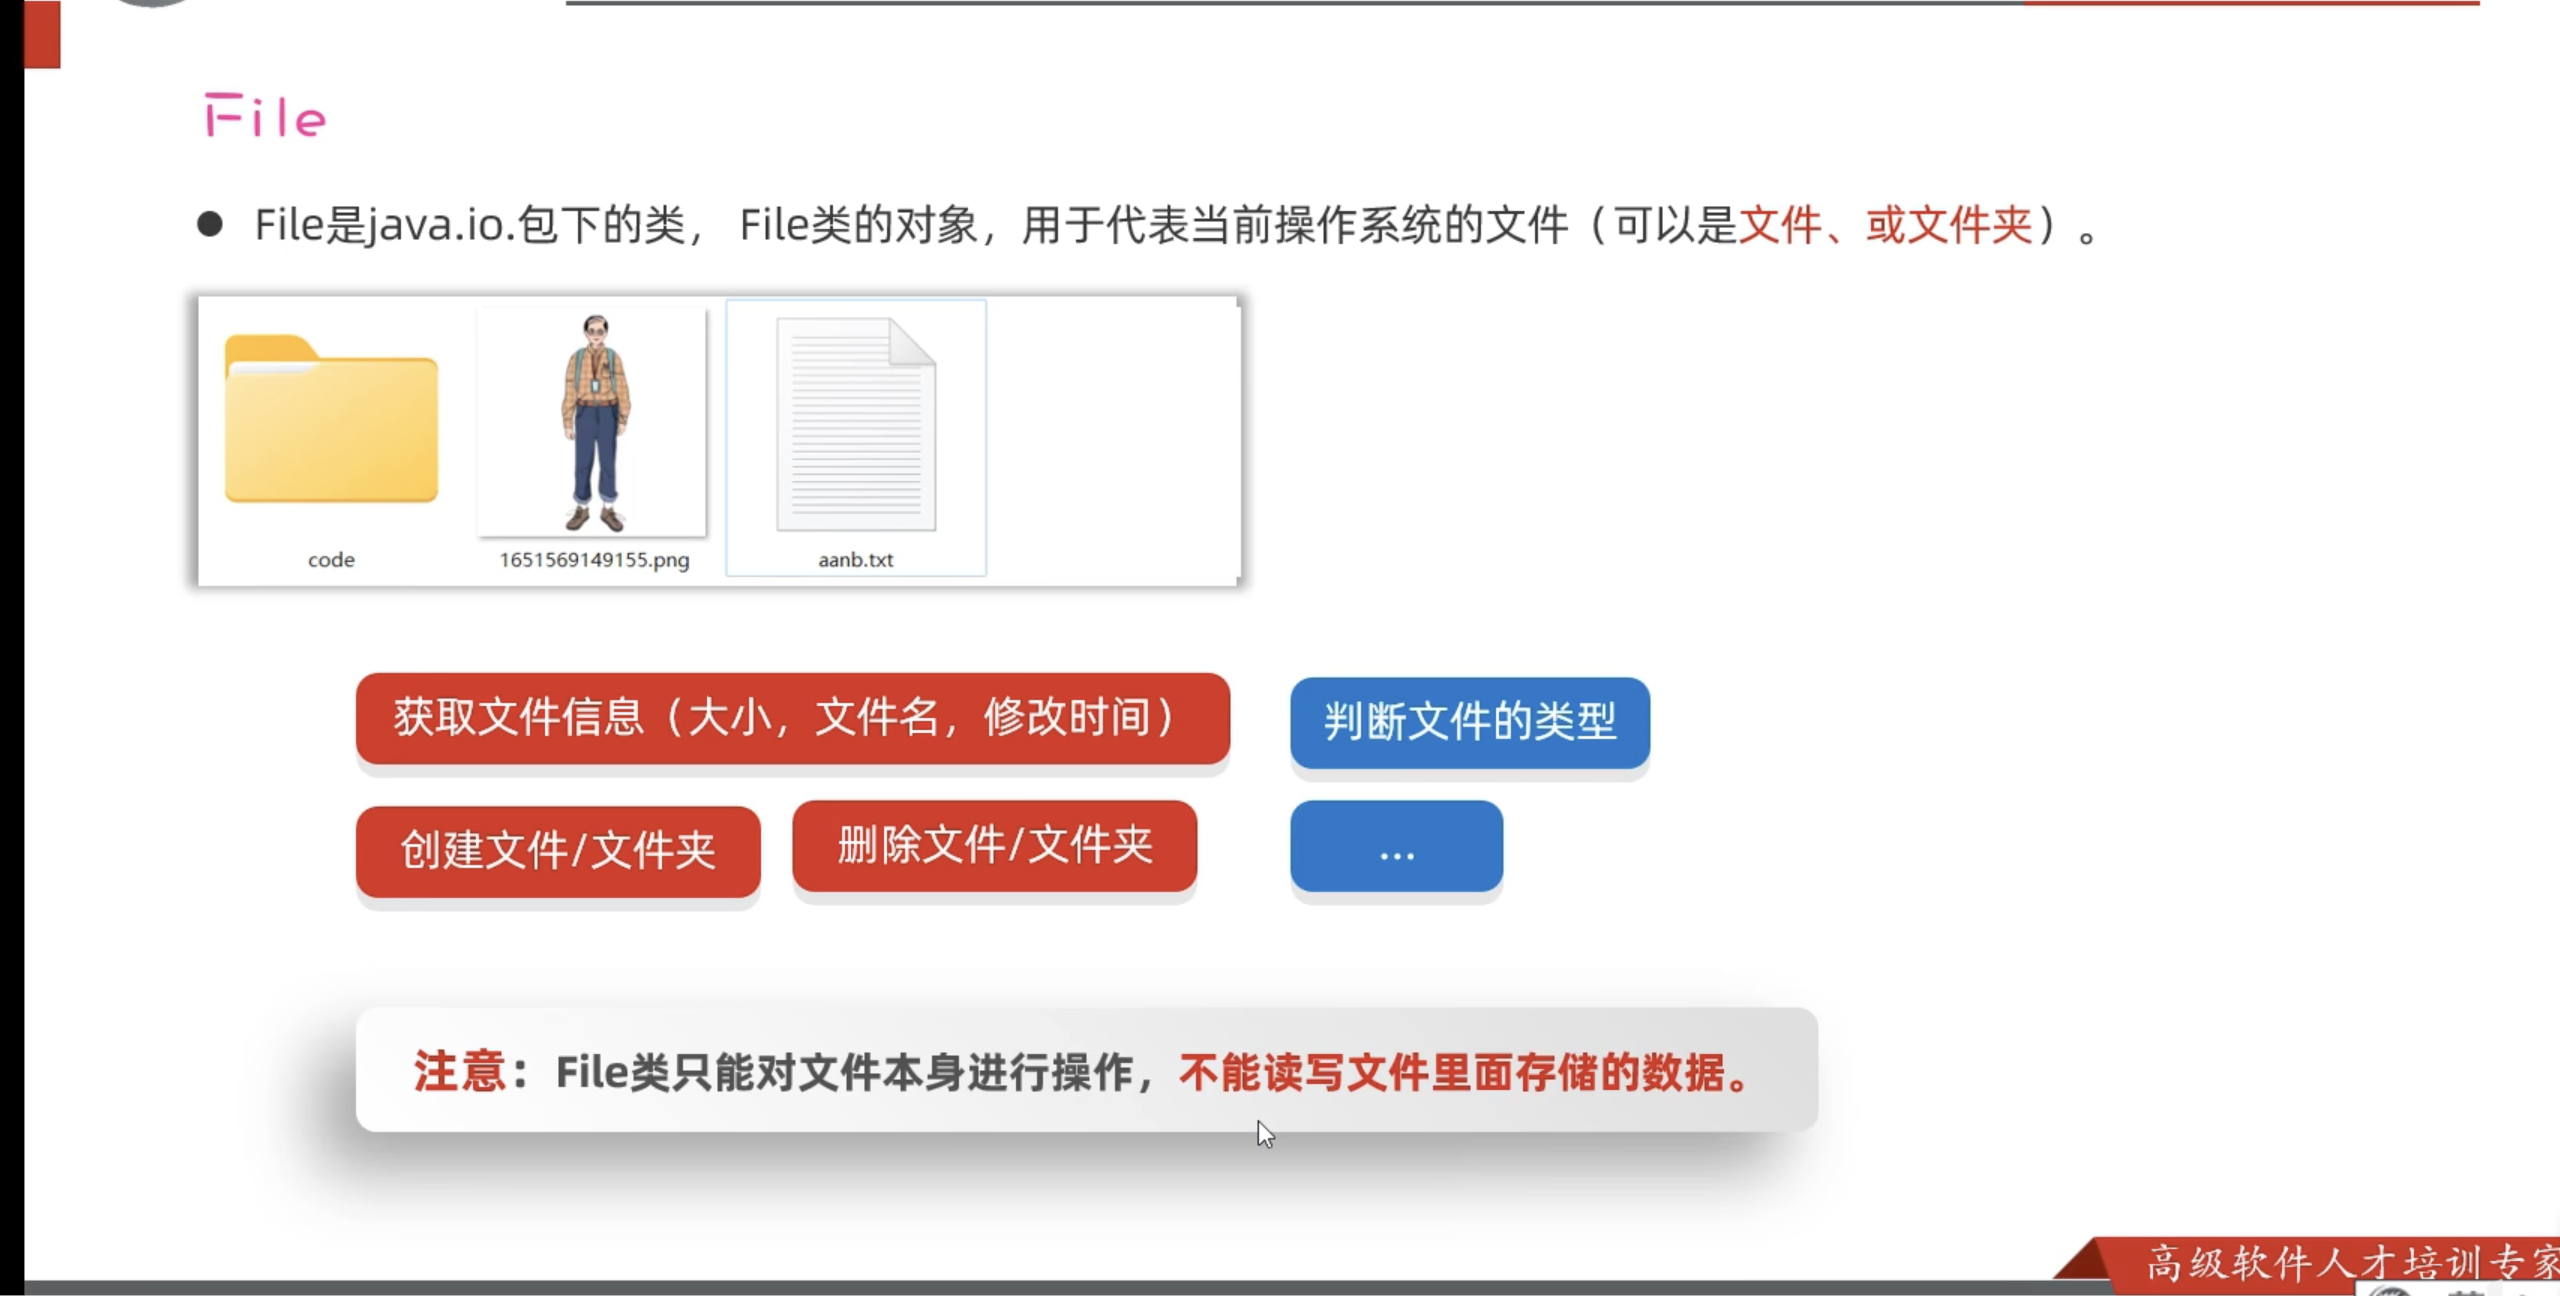 File
● File是java.io.包下的类， File类的对象，用于代表当前操作系统的文件（可以是文件、或文件夹）。
code
1651569149155.png
aanb.txt
获取文件信息（大小，文件名，修改时间）
判断文件的类型
创建文件/文件夹
删除文件/文件夹
...
注意：File类只能对文件本身进行操作，不能读写文件里面存储的数据。
高级软件人才培训专家